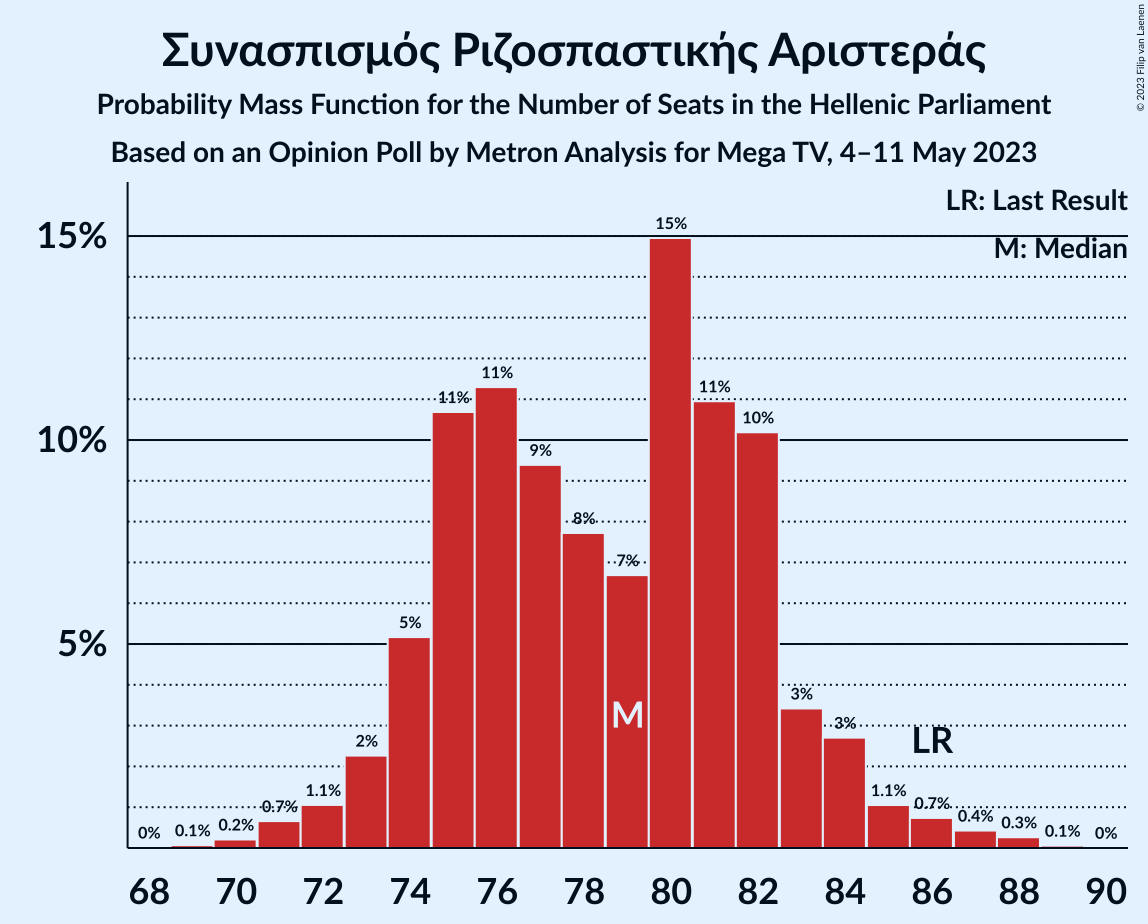 Συνασπισμός Ριζοσπαστικής Αριστεράς
Probability Mass Function for the Number of Seats in the Hellenic Parliament
Based on an Opinion Poll by Metron Analysis for Mega TV, 4–11 May 2023
© 2023 Filip van Laenen
LR: Last Result
M: Median
15%
10%
5%
0%
0.1%
0.2%
0.7%
1.1%
2%
5%
11%
11%
9%
8%
7%
15%
11%
10%
3%
3%
1.1%
0.7%
0.4%
0.3%
0.1%
0%
M
LR
68 70 72 74 76 78 80 82 84 86 88 90